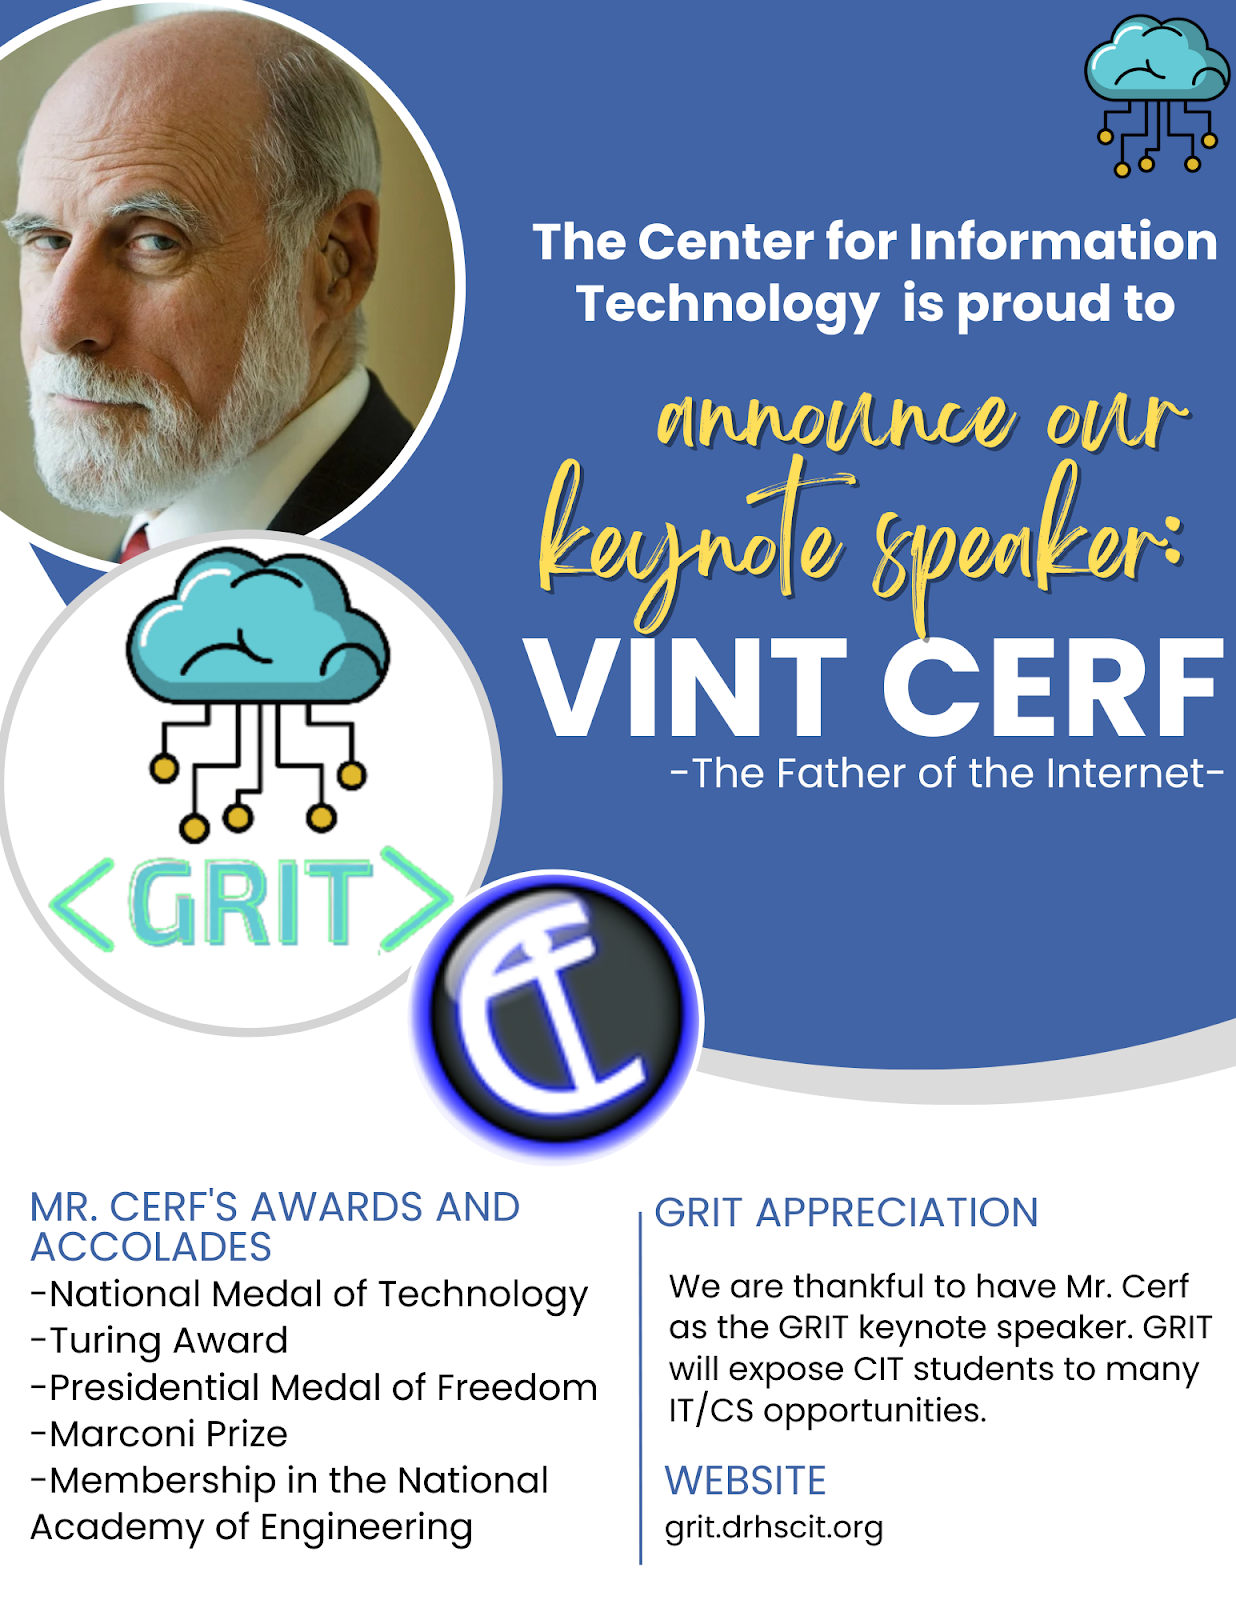 The Center for Information
Technology is proud to
announce our
keynote speaker:
VINT CERF
-The Father of the Internet-
<GRIT>
CIT
MR. CERF'S AWARDS AND
ACCOLADES
-National Medal of Technology
-Turing Award
-Presidential Medal of Freedom
-Marconi Prize
-Membership in the National
Academy of Engineering
GRIT APPRECIATION
We are thankful to have Mr. Cerf
as the GRIT keynote speaker. GRIT
will expose CIT students to many
IT/CS opportunities.
WEBSITE
grit.drhscit.org